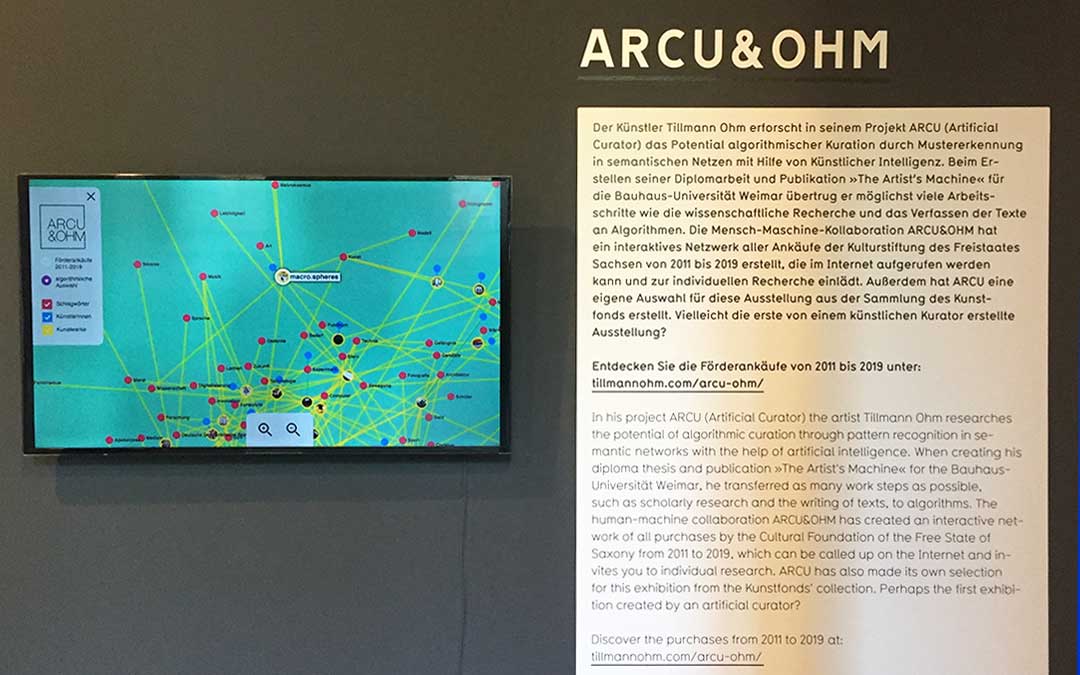 ARCU&OHM
Der Künstler Tillmann Ohm erforscht in seinem Projekt ARCU (Artificial
Curator) das Potential algorithmischer Kuration durch Mustererkennung
in semantischen Netzen mit Hilfe von Künstlicher Intelligenz. Beim Er-
stellen seiner Diplomarbeit und Publikation »The Artist's Machine« für
die Bauhaus-Universität Weimar übertrug er möglichst viele Arbeits-
schritte wie die wissenschaftliche Recherche und das Verfassen der Texte
an Algorithmen. Die Mensch-Maschine-Kollaboration ARCU&OHM hat
ein interaktives Netzwerk aller Ankäufe der Kulturstiftung des Freistaates
Sachsen von 2011 bis 2019 erstellt, die im Internet aufgerufen werden
kann und zur individuellen Recherche einlädt. Außerdem hat ARCU eine
eigene Auswahl für diese Ausstellung aus der Sammlung des Kunst-
fonds erstellt. Vielleicht die erste von einem künstlichen Kurator erstellte
Ausstellung?
Entdecken Sie die Förderankäufe von 2011 bis 2019 unter:
tillmannohm.com/arcu-ohm/
In his project ARCU (Artificial Curator) the artist Tillmann Ohm researches
the potential of algorithmic curation through pattern recognition in se-
mantic networks with the help of artificial intelligence. When creating his
diploma thesis and publication »The Artist's Machine« for the Bauhaus-
Universität Weimar, he transferred as many work steps as possible,
such as scholarly research and the writing of texts, to algorithms. The
human-machine collaboration ARCU&OHM has created an interactive net-
work of all purchases by the Cultural Foundation of the Free State of
Saxony from 2011 to 2019, which can be called up on the Internet and in-
vites you to individual research. ARCU has also made its own selection
for this exhibition from the Kunstfonds' collection. Perhaps the first exhibi-
tion created by an artificial curator?
Discover the purchases from 2011 to 2019 at:
tillmannohm.com/arcu-ohm/
ARCU
&OHM
Förderankäufe
2011-2019
algorithmische
Auswahl
Schlagwörter
Künstlerinnen
Kunstwerke
Leichtigkeit
Modell
Art
Kunst
macro.spheres
Musik
Sprache
Technik
Zukunft
Wissenschaft
Fotografie
Computer
Forschung